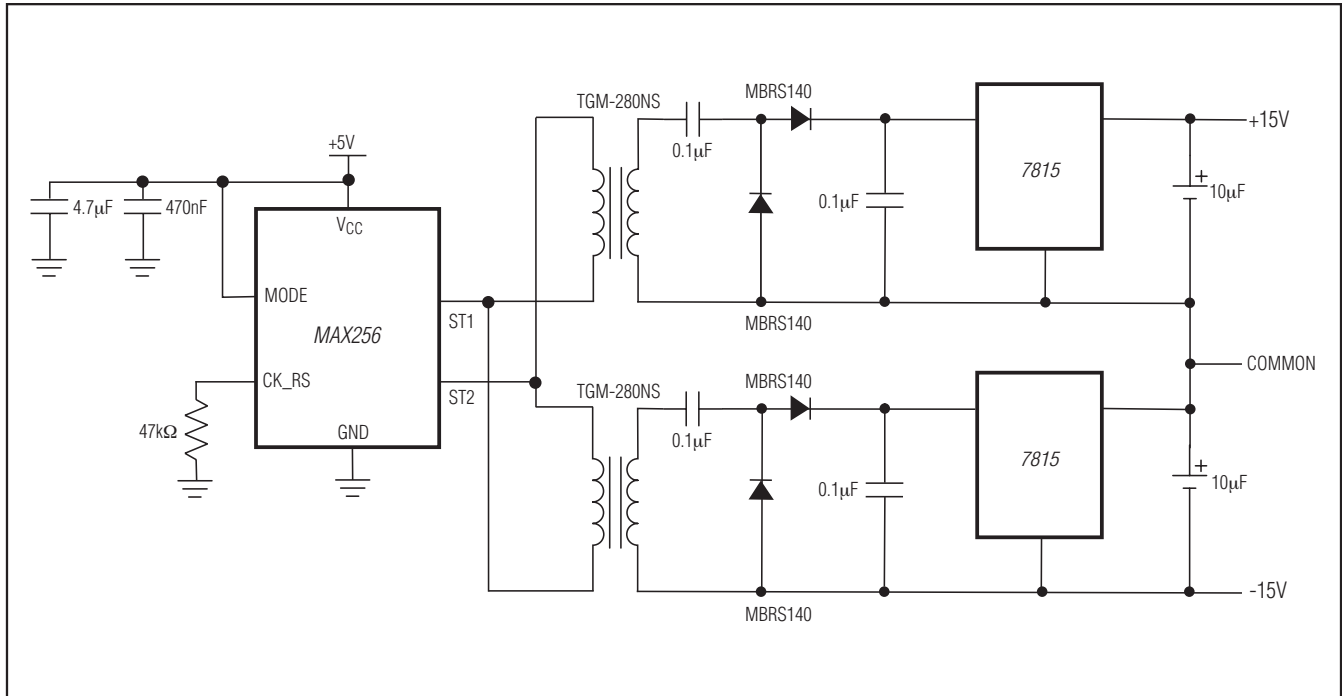 MBRS140
TGM-280NS
0.1µF
+5V
4.7µF
470nF
VCC
0.1µF
7815
+15V
+
10µF
MODE
MAX256
ST1
MBRS140
CK_RS
ST2
COMMON
47kΩ
GND
TGM-280NS
MBRS140
0.1µF
0.1µF
7815
+
10µF
MBRS140
-15V